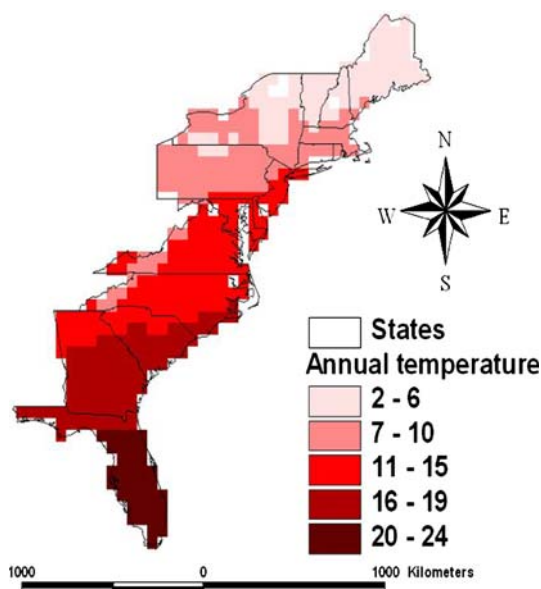 N
W E
S
States
Annual temperature
2 - 6
7 - 10
11 - 15
16 - 19
20 - 24
1000 0 1000 Kilometers